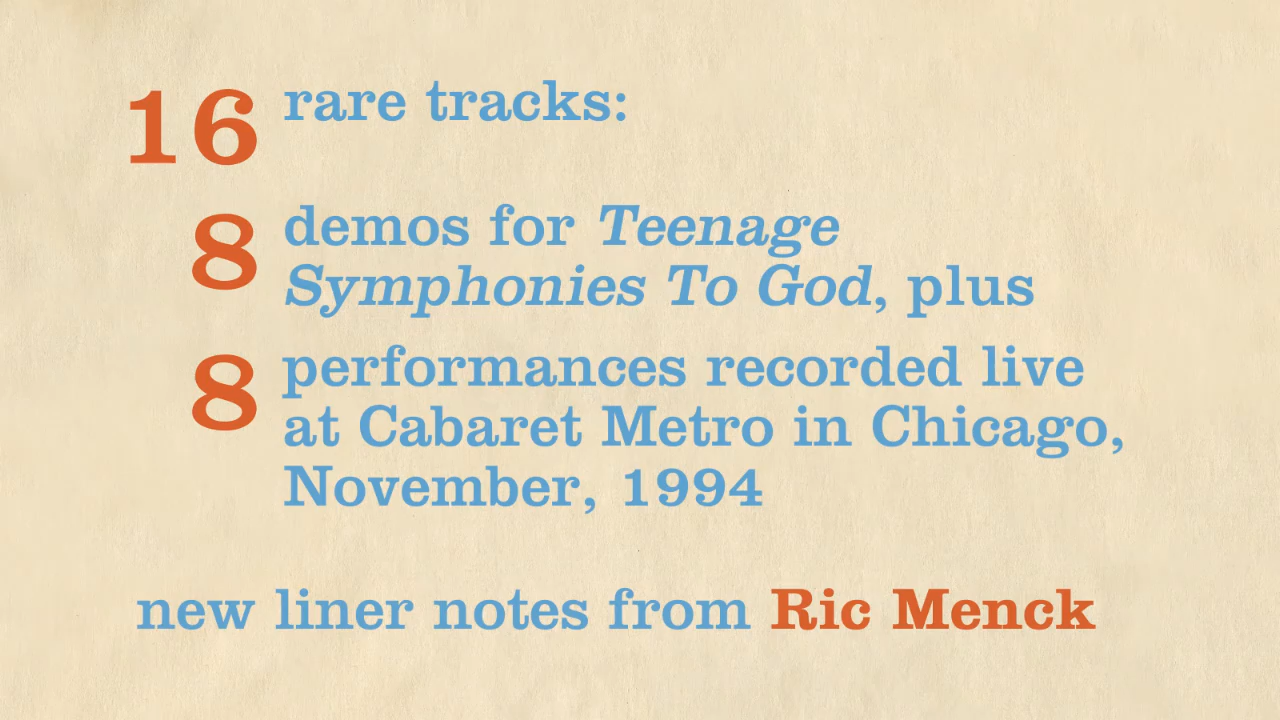 16 rare tracks:
8 demos for Teenage
Symphonies To God, plus
8 performances recorded live
at Cabaret Metro in Chicago,
November, 1994
new liner notes from Ric Menck